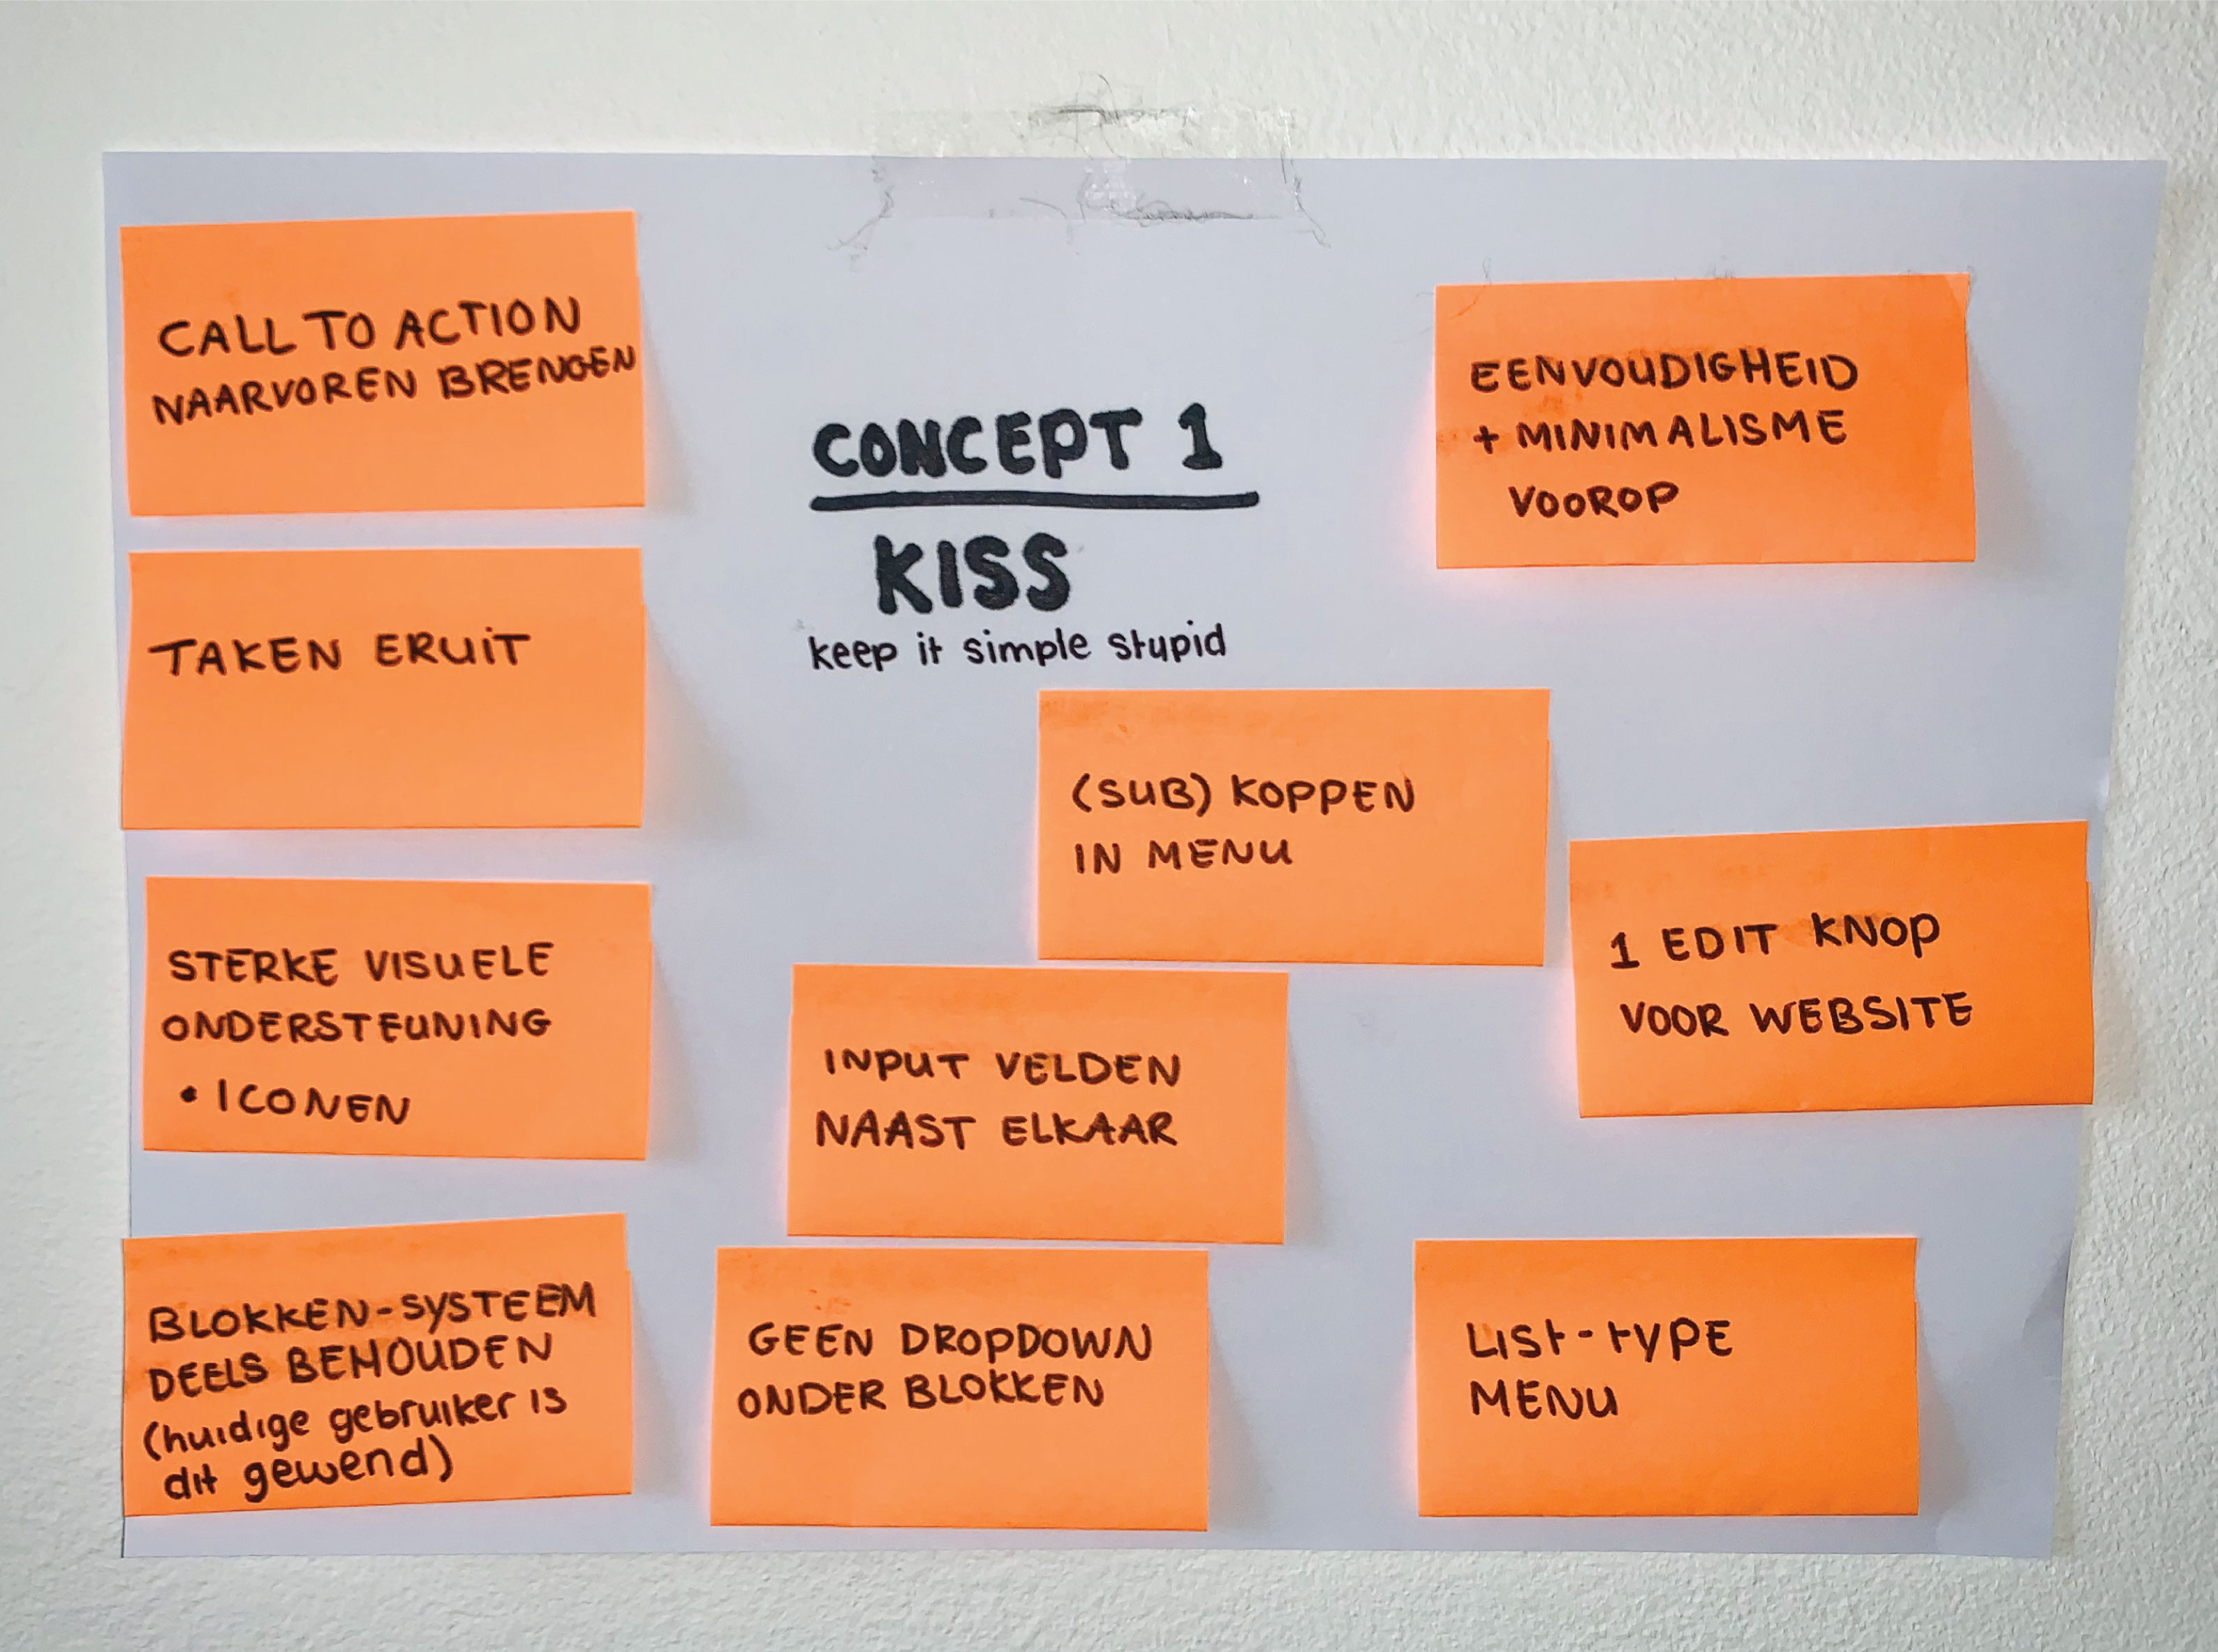 CONCEPT 1
KISS
keep it simple stupid
CALL TO ACTION
NAARVOREN BRENGEN
TAKEN ERUIT
STERKE VISUELE
ONDERSTEUNING
• ICONEN
BLOKKEN-SYSTEEM
DEELS BEHOUDEN
(huidige gebruiker is
dit gewend)
EENVOUDIGHEID
+ MINIMALISME
VOOROP
(SUB) KOPPEN
IN MENU
1 EDIT KNOP
VOOR WEBSITE
INPUT VELDEN
NAAST ELKAAR
GEEN DROPDOWN
ONDER BLOKKEN
LIST-TYPE
MENU